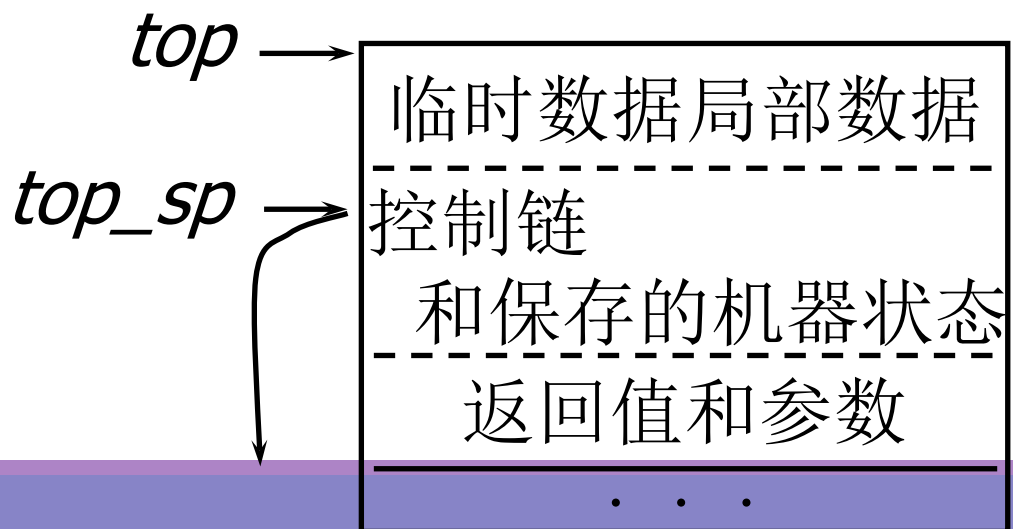 top
临时数据局部数据
top_sp
控制链
和保存的机器状态
返回值和参数
. . .